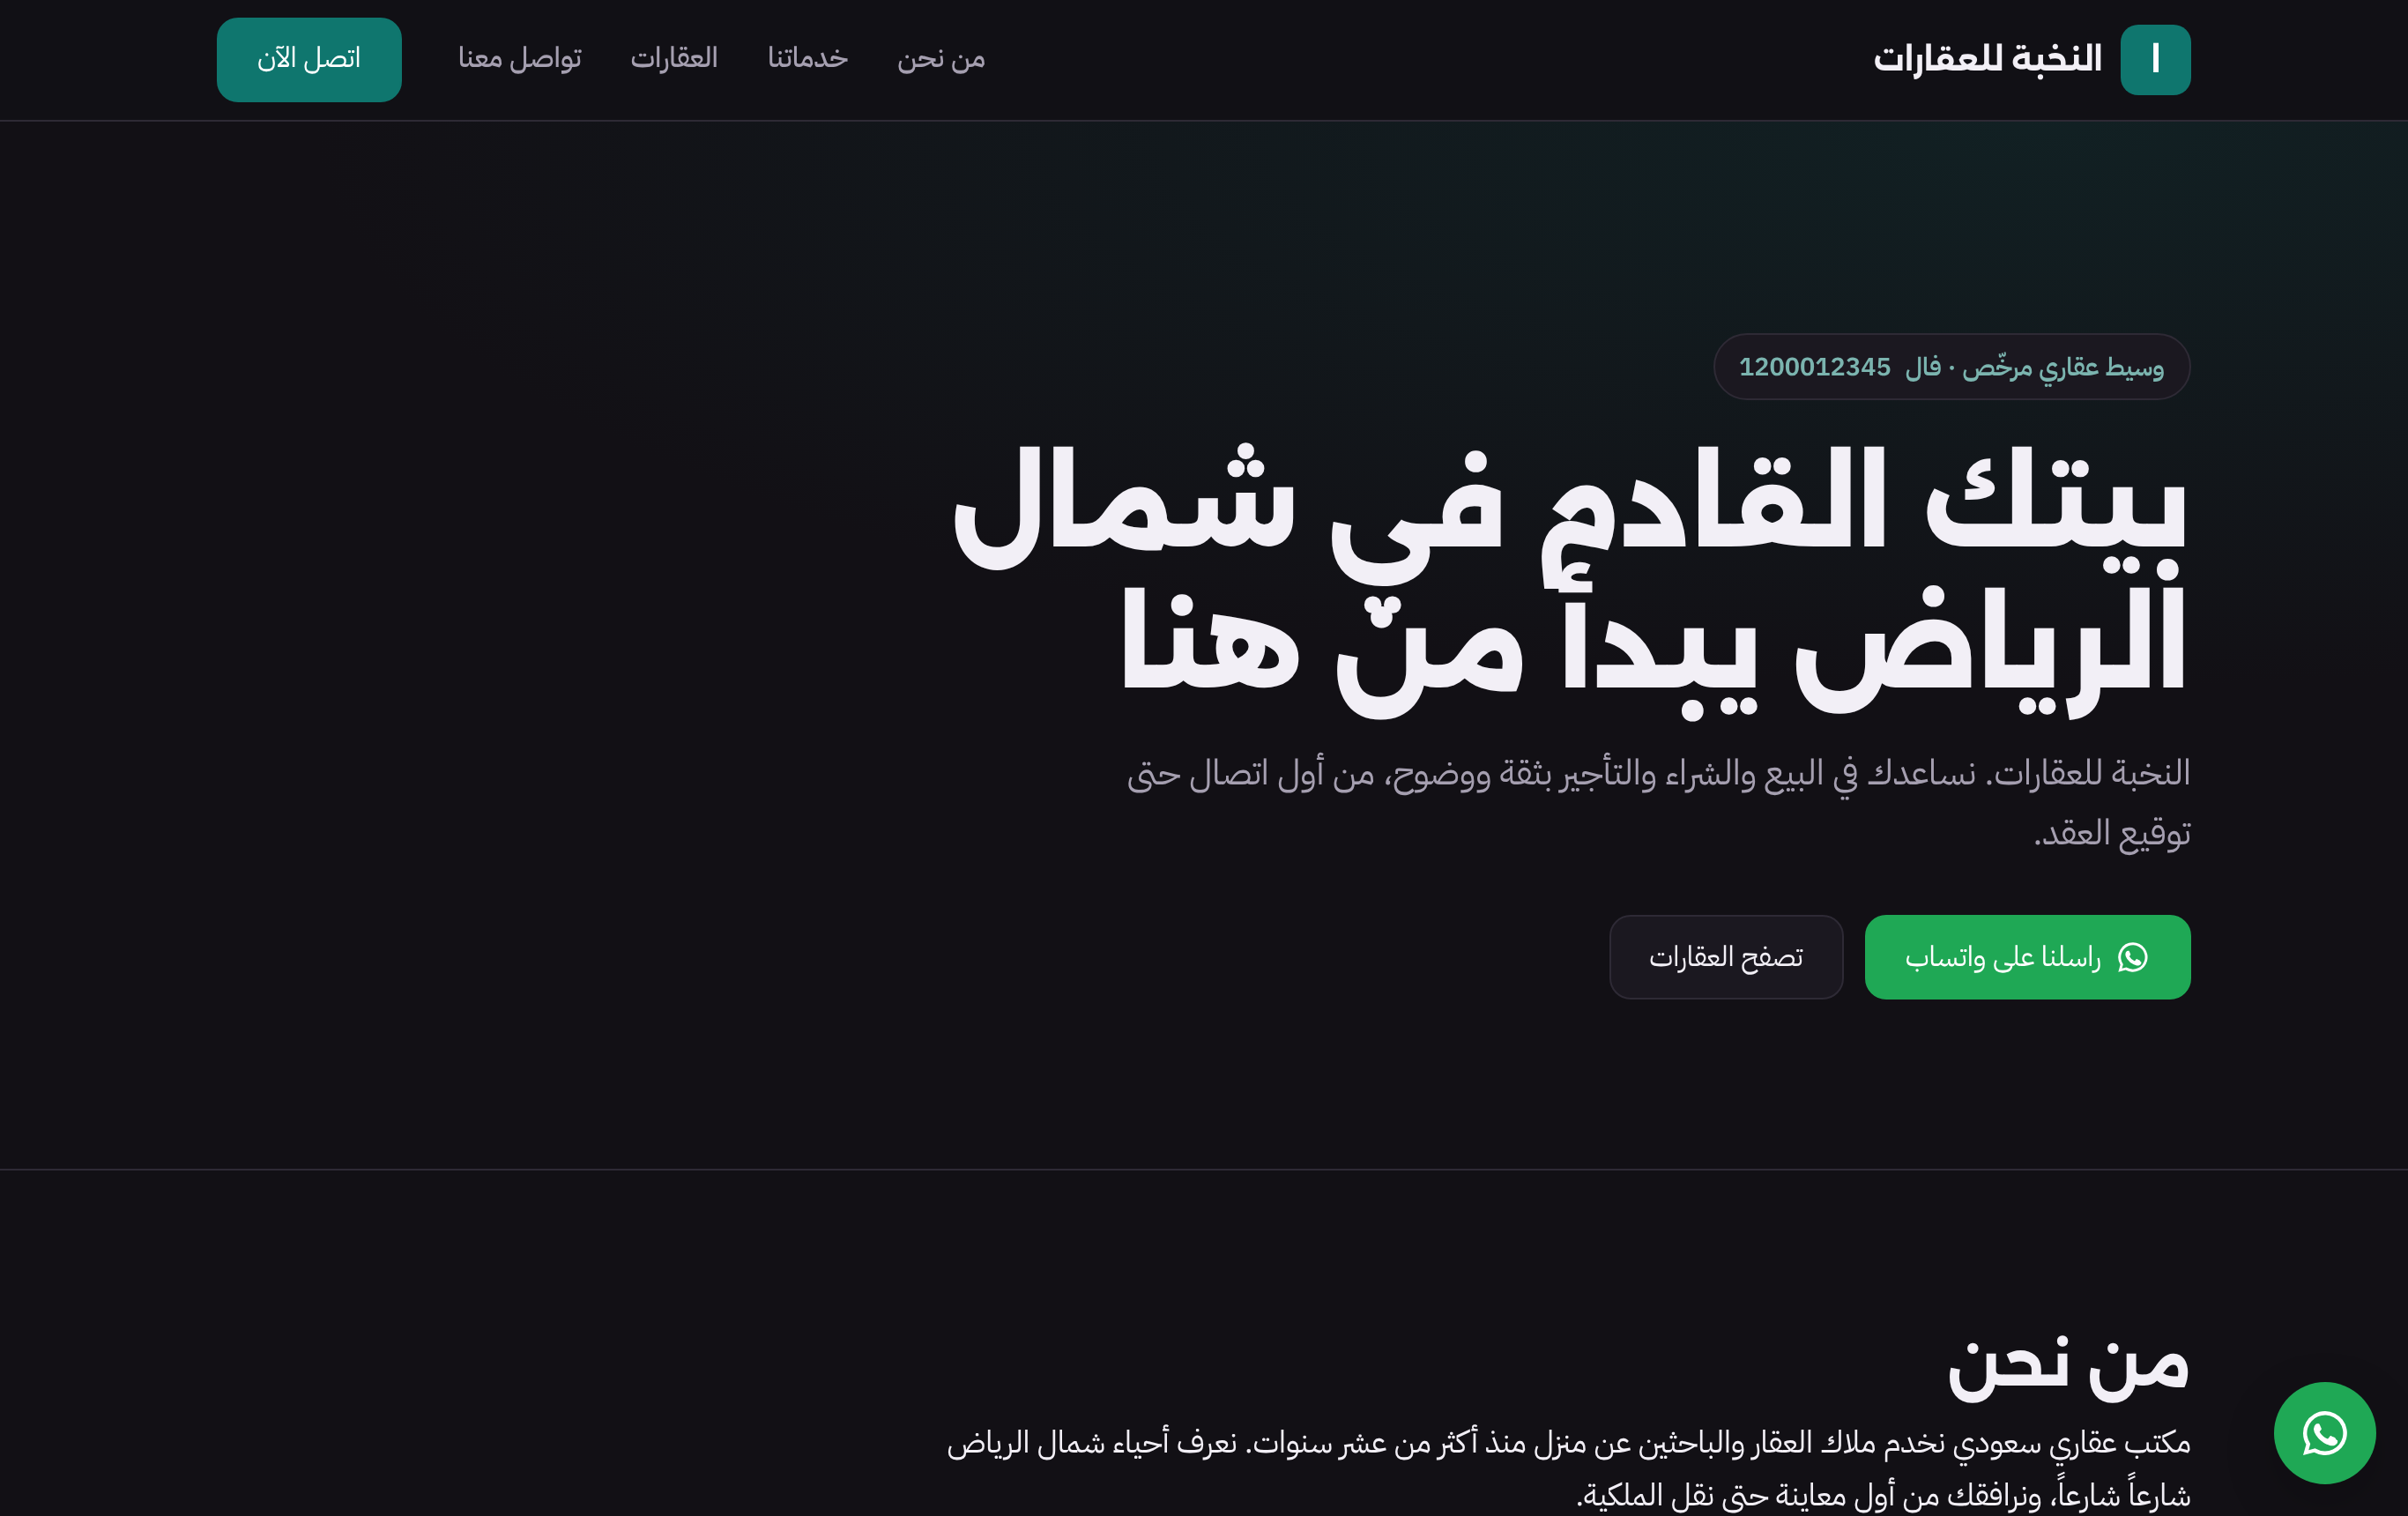 ا
النخبة للعقارات
من نحن
خدماتنا
العقارات
تواصل معنا
اتصل الآن
وسيط عقاري مرخّص · فال 1200012345
بيتك القادم في شمال
الرياض يبدأ من هنا
النخبة للعقارات. نساعدك في البيع والشراء والتأجير بثقة ووضوح، من أول اتصال حتى
توقيع العقد.
راسلنا على واتساب
تصفح العقارات
من نحن
مكتب عقاري سعودي نخدم ملاك العقار والباحثين عن منزل منذ أكثر من عشر سنوات. نعرف أحياء شمال الرياض
شارعاً شارعاً، ونرافقك من أول معاينة حتى نقل الملكية.